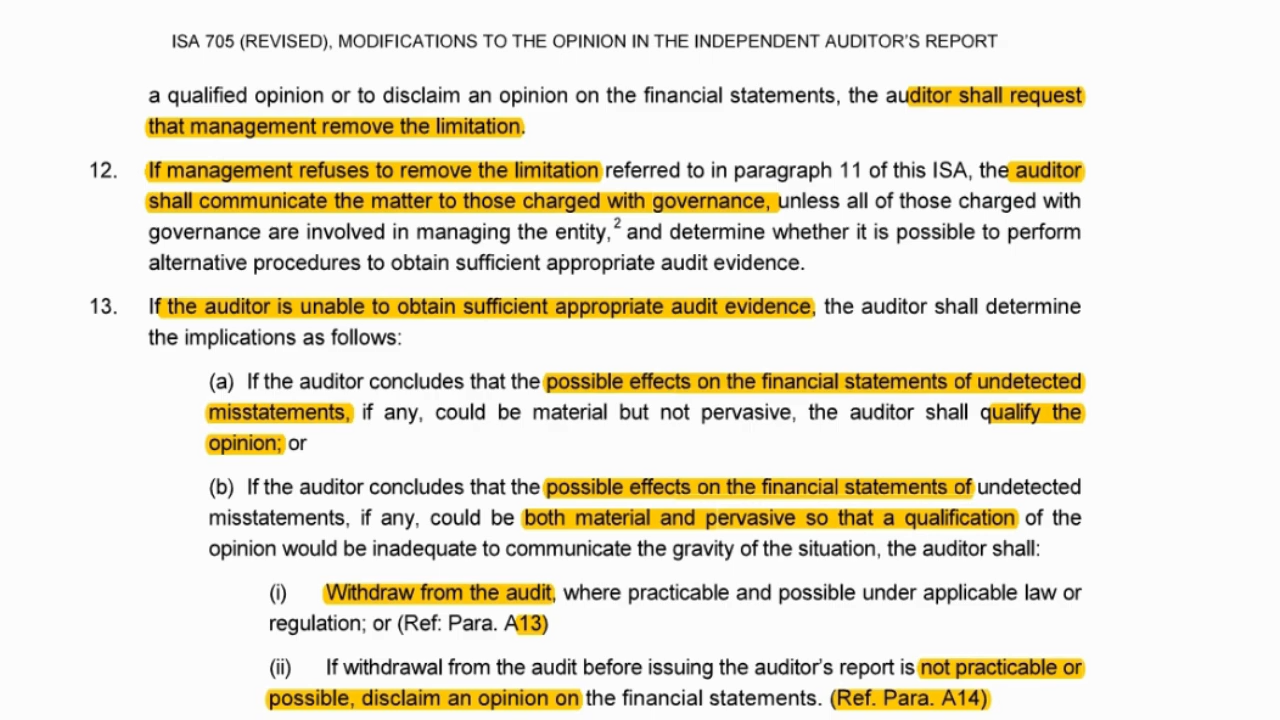 ISA 705 (REVISED), MODIFICATIONS TO THE OPINION IN THE INDEPENDENT AUDITOR'S REPORT
a qualified opinion or to disclaim an opinion on the financial statements, the auditor shall request
that management remove the limitation.
12. If management refuses to remove the limitation referred to in paragraph 11 of this ISA, the auditor
shall communicate the matter to those charged with governance, unless all of those charged with
governance are involved in managing the entity,² and determine whether it is possible to perform
alternative procedures to obtain sufficient appropriate audit evidence.
13. If the auditor is unable to obtain sufficient appropriate audit evidence, the auditor shall determine
the implications as follows:
(a) If the auditor concludes that the possible effects on the financial statements of undetected
misstatements, if any, could be material but not pervasive, the auditor shall qualify the
opinion; or
(b) If the auditor concludes that the possible effects on the financial statements of undetected
misstatements, if any, could be both material and pervasive so that a qualification of the
opinion would be inadequate to communicate the gravity of the situation, the auditor shall:
(i) Withdraw from the audit, where practicable and possible under applicable law or
regulation; or (Ref: Para. A13)
(ii) If withdrawal from the audit before issuing the auditor's report is not practicable or
possible, disclaim an opinion on the financial statements. (Ref. Para. A14)